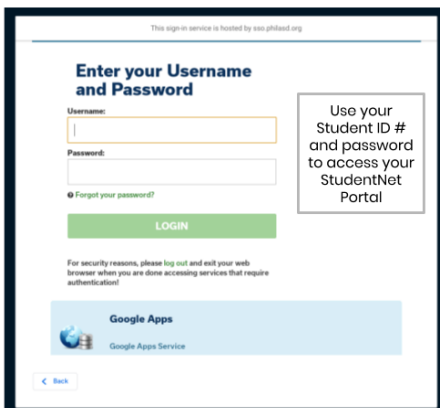 This sign-in service is hosted by sso.philasd.org
Enter your Username
and Password
Username:
Password:
Forgot your password?
LOGIN
For security reasons, please log out and exit your web
browser when you are done accessing services that require
authentication!
Google Apps
Google Apps Service
Back
Use your
Student ID #
and password
to access your
StudentNet
Portal